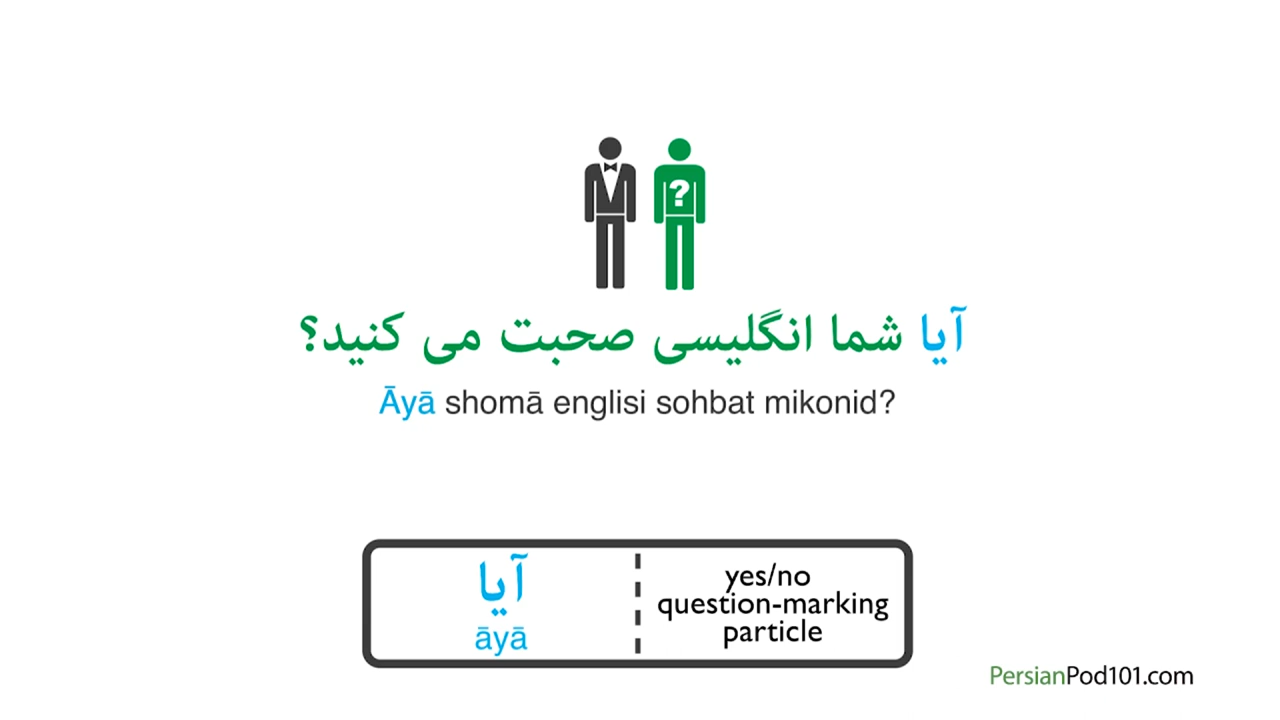 ?
آیا شما انگلیسی صحبت می کنید؟
Āyā shomā englisi sohbat mikonid?
آیا
āyā
yes/no
question-marking
particle
PersianPod101.com